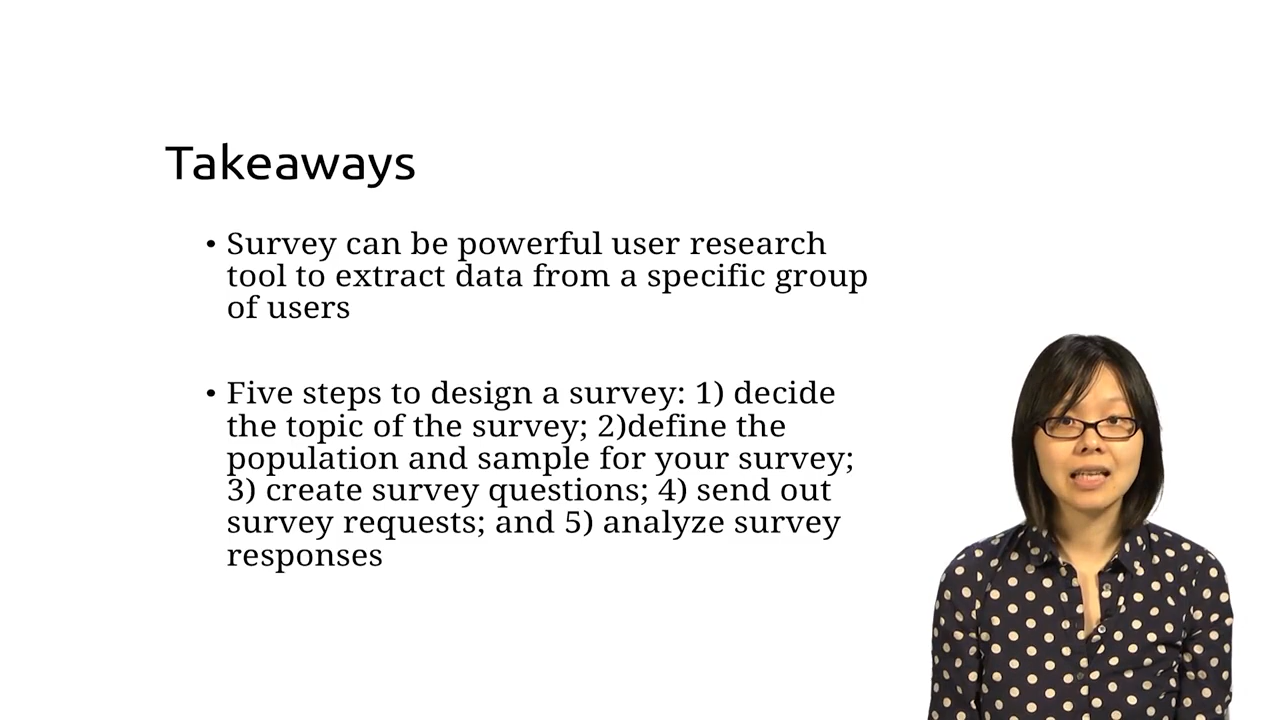 Takeaways
• Survey can be powerful user research
tool to extract data from a specific group
of users
• Five steps to design a survey: 1) decide
the topic of the survey; 2)define the
population and sample for your survey;
3) create survey questions; 4) send out
survey requests; and 5) analyze survey
responses